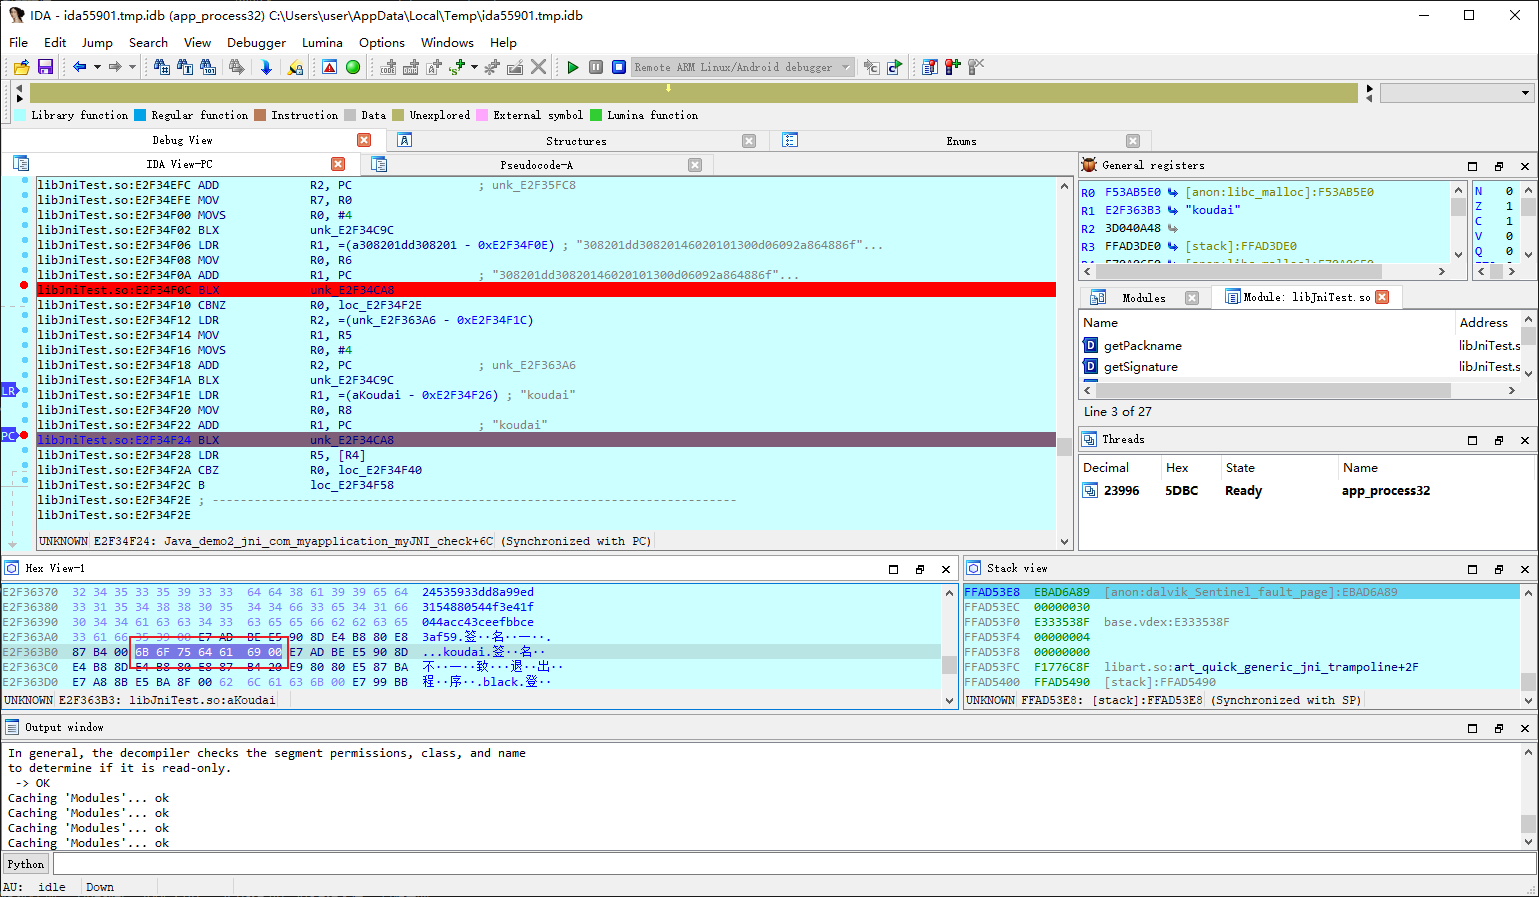 IDA - ida55901.tmp.idb (app_process32) C:\Users\user\AppData\Local\Temp\ida55901.tmp.idb
File Edit Jump Search View Debugger Lumina Options Windows Help
Remote ARM Linux/Android debugger
Library function Regular function Instruction Data Unexplored External symbol Lumina function
Debug View Structures Enums
IDA View-PC Pseudocode-A
libJniTest.so:E2F34EFC ADD R2, PC ; unk_E2F35FC8
libJniTest.so:E2F34EFE MOV R7, R0
libJniTest.so:E2F34F00 MOVS R0, #4
libJniTest.so:E2F34F02 BLX unk_E2F34C9C
libJniTest.so:E2F34F06 LDR R1, =(a308201dd308201 - 0xE2F34F0E) ; "308201dd30820146020101300d06092a864886f"...
libJniTest.so:E2F34F08 MOV R0, R6
libJniTest.so:E2F34F0A ADD R1, PC ; "308201dd30820146020101300d06092a864886f"...
libJniTest.so:E2F34F0C BLX unk_E2F34CA8
libJniTest.so:E2F34F10 CBNZ R0, loc_E2F34F2E
libJniTest.so:E2F34F12 LDR R2, =(unk_E2F363A6 - 0xE2F34F1C)
libJniTest.so:E2F34F14 MOV R1, R5
libJniTest.so:E2F34F16 MOVS R0, #4
libJniTest.so:E2F34F18 ADD R2, PC ; unk_E2F363A6
libJniTest.so:E2F34F1A BLX unk_E2F34C9C
LR libJniTest.so:E2F34F1E LDR R1, =(aKoudai - 0xE2F34F26) ; "koudai"
libJniTest.so:E2F34F20 MOV R0, R8
libJniTest.so:E2F34F22 ADD R1, PC ; "koudai"
PC libJniTest.so:E2F34F24 BLX unk_E2F34CA8
libJniTest.so:E2F34F28 LDR R5, [R4]
libJniTest.so:E2F34F2A CBZ R0, loc_E2F34F40
libJniTest.so:E2F34F2C B loc_E2F34F58
libJniTest.so:E2F34F2E ; ---------------------------------------------------------------------------
libJniTest.so:E2F34F2E
UNKNOWN E2F34F24: Java_demo2_jni_com_myapplication_myJNI_check+6C (Synchronized with PC)
General registers
R0 F53AB5E0 [anon:libc_malloc]:F53AB5E0
R1 E2F363B3 "koudai"
R2 3D040A48
R3 FFAD3DE0 [stack]:FFAD3DE0
N 0
Z 1
C 1
V 0
Q 0
Modules Module: libJniTest.so
Name Address
getPackname libJniTest.s
getSignature libJniTest.s
Line 3 of 27
Threads
Decimal Hex State Name
23996 5DBC Ready app_process32
Hex View-1
E2F36370 32 34 35 33 35 39 33 33 64 64 38 61 39 39 65 64 24535933dd8a99ed
E2F36380 33 31 35 34 38 38 30 35 34 34 66 33 65 34 31 66 3154880544f3e41f
E2F36390 30 34 34 61 63 63 34 33 63 65 65 66 62 62 63 65 044acc43ceefbbce
E2F363A0 33 61 66 35 39 00 E7 AD BE E5 90 8D E4 B8 80 E8 3af59.签··名··一··.
E2F363B0 87 B4 00 6B 6F 75 64 61 69 00 E7 AD BE E5 90 8D ...koudai.签··名··
E2F363C0 E4 B8 8D E4 B8 80 E8 87 B4 20 E9 80 80 E5 87 BA 不··一··致···退··出··
E2F363D0 E7 A8 8B E5 BA 8F 00 62 6C 61 63 6B 00 E7 99 BB 程··序··.black.登··
UNKNOWN E2F363B3: libJniTest.so:aKoudai
Stack view
FFAD53E8 EBAD6A89 [anon:dalvik_Sentinel_fault_page]:EBAD6A89
FFAD53EC 00000030
FFAD53F0 E333538F base.vdex:E333538F
FFAD53F4 00000004
FFAD53F8 00000000
FFAD53FC F1776C8F libart.so:art_quick_generic_jni_trampoline+2F
FFAD5400 FFAD5490 [stack]:FFAD5490
UNKNOWN FFAD53E8: [stack]:FFAD53E8 (Synchronized with SP)
Output window
In general, the decompiler checks the segment permissions, class, and name
to determine if it is read-only.
-> OK
Caching 'Modules'... ok
Caching 'Modules'... ok
Caching 'Modules'... ok
Caching 'Modules'... ok
Python
AU: idle Down